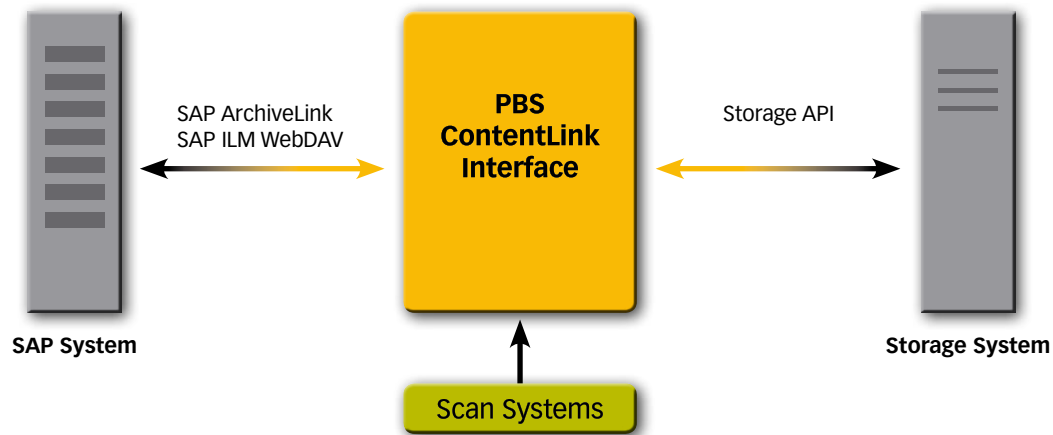 SAP ArchiveLink
SAP ILM WebDAV
PBS
ContentLink
Interface
Storage API
SAP System
Storage System
Scan Systems